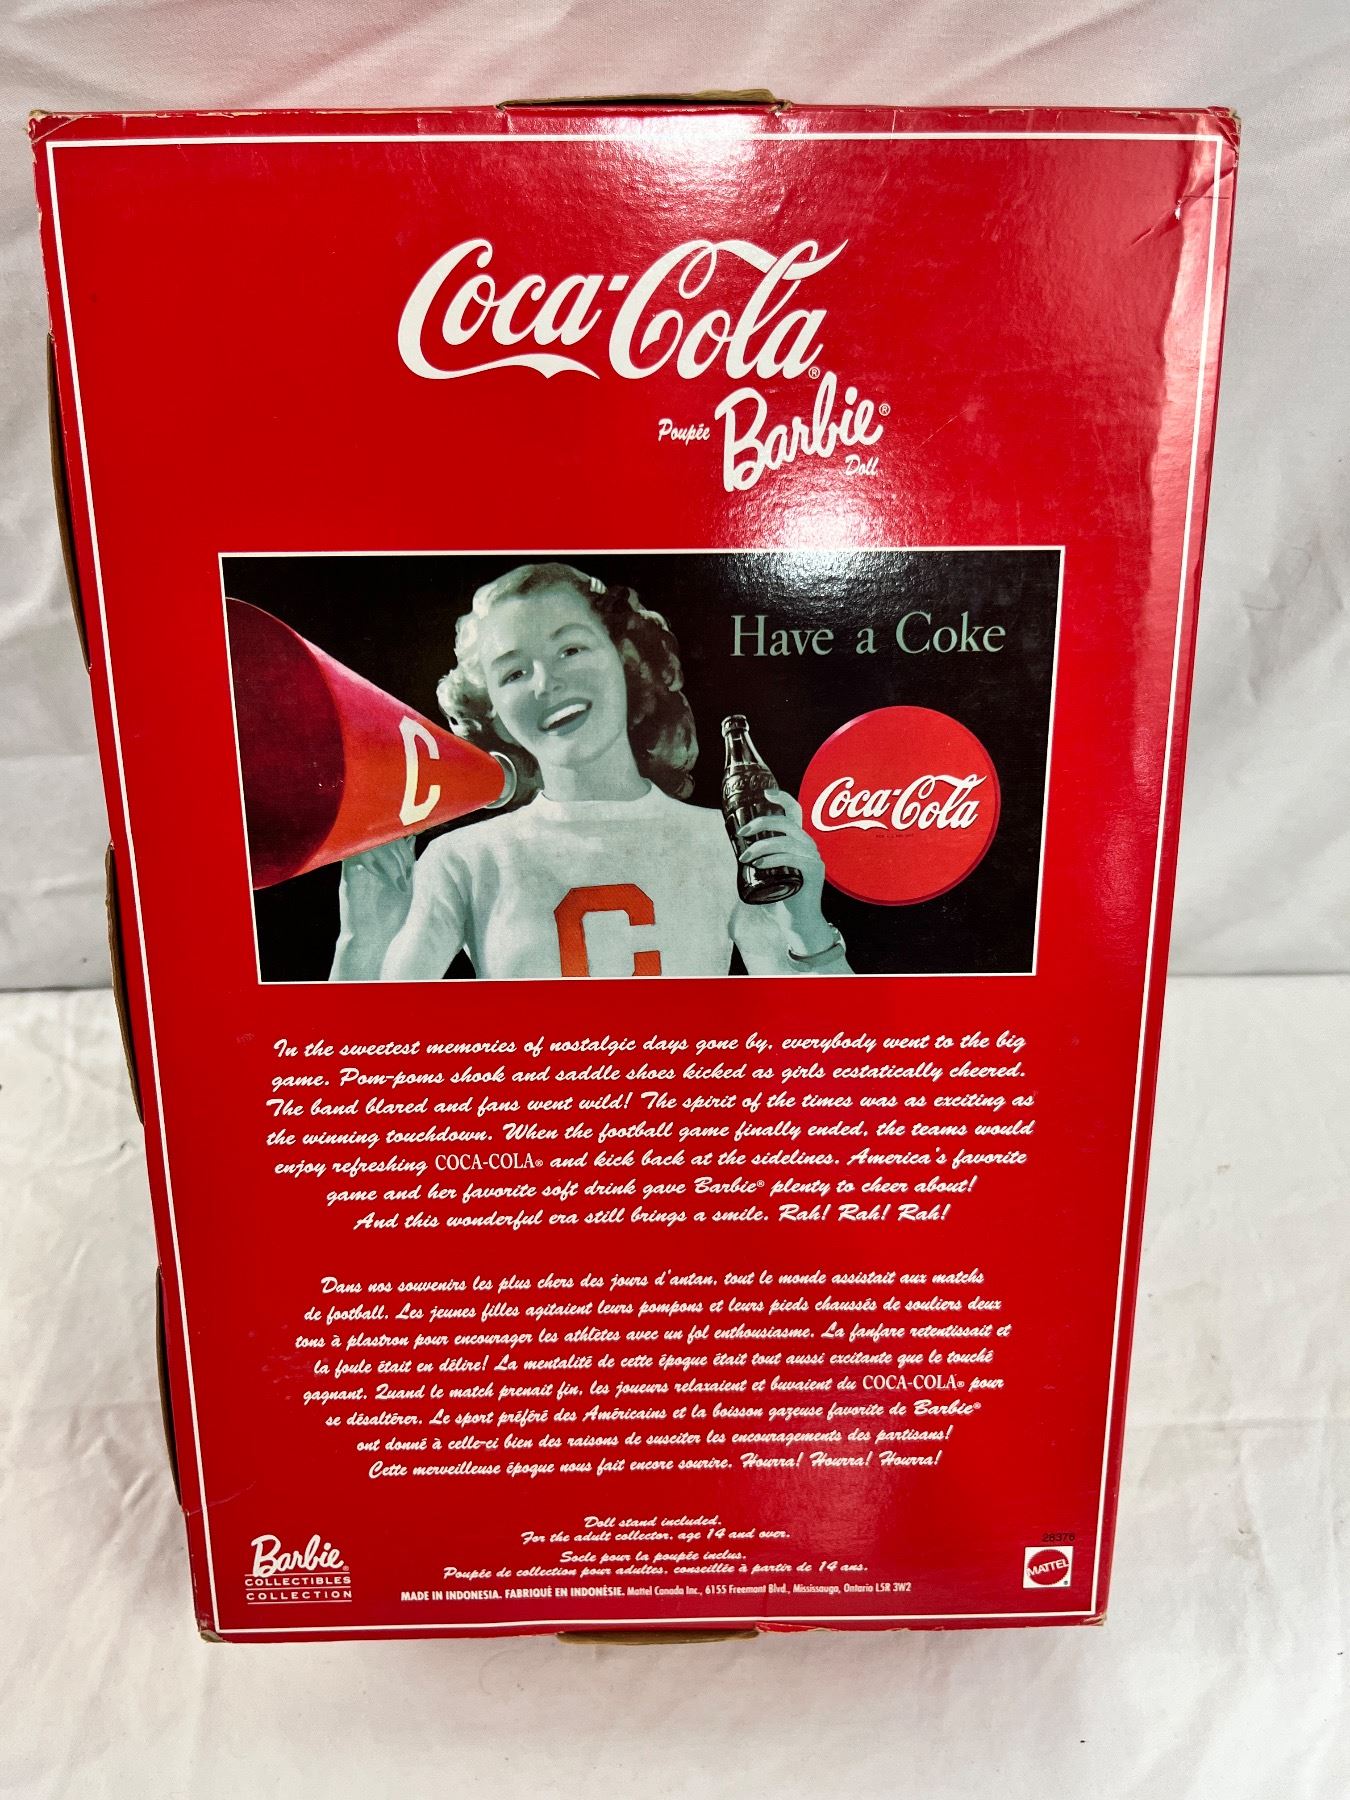 Coca-Cola®
Poupée Barbie® Doll
Have a Coke
C
Coca-Cola
C
In the sweetest memories of nostalgic days gone by, everybody went to the big
game. Pom-poms shook and saddle shoes kicked as girls ecstatically cheered.
The band blared and fans went wild! The spirit of the times was as exciting as
the winning touchdown. When the football game finally ended, the teams would
enjoy refreshing COCA-COLA® and kick back at the sidelines. America's favorite
game and her favorite soft drink gave Barbie® plenty to cheer about!
And this wonderful era still brings a smile. Rah! Rah! Rah!
Dans nos souvenirs les plus chers des jours d'antan, tout le monde assistait aux matchs
de football. Les jeunes filles agitaient leurs pompons et leurs pieds chaussés de souliers deux
tons à plastron pour encourager les athlètes avec un fol enthousiasme. La fanfare retentissait et
la foule était en délire! La mentalité de cette époque était tout aussi excitante que le touché
gagnant. Quand le match prenait fin, les joueurs relaxaient et buvaient du COCA-COLA® pour
se désaltérer. Le sport préféré des Américains et la boisson gazeuse favorite de Barbie®
ont donné à celle-ci bien des raisons de susciter les encouragements des partisans!
Cette merveilleuse époque nous fait encore sourire. Hourra! Hourra! Hourra!
Doll stand included.
For the adult collector, age 14 and over.
Socle pour la poupée inclus.
Poupée de collection pour adultes, conseillée à partir de 14 ans.
MADE IN INDONESIA. FABRIQUÉ EN INDONÉSIE. Mattel Canada Inc., 6155 Freemont Blvd., Mississauga, Ontario L5R 3W2
Barbie®
COLLECTIBLES
COLLECTION
28376
MATTEL®